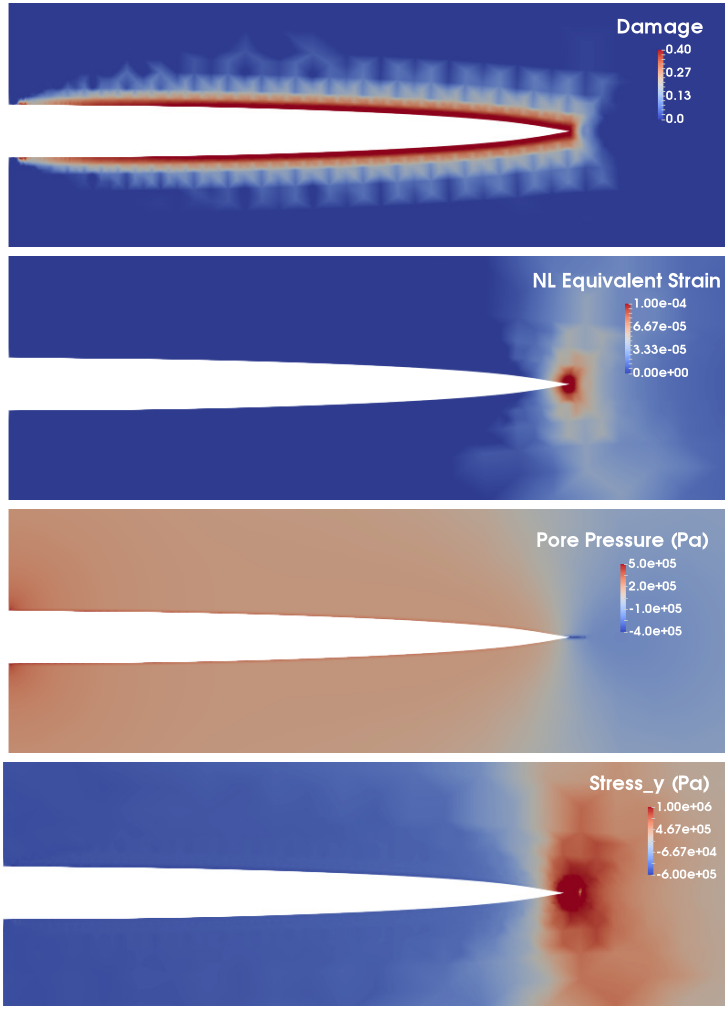 Damage
0.40
0.27
0.13
0.0
NL Equivalent Strain
1.00e-04
6.67e-05
3.33e-05
0.00e+00
Pore Pressure (Pa)
5.0e+05
2.0e+05
-1.0e+05
-4.0e+05
Stress_y (Pa)
1.00e+06
4.67e+05
-6.67e+04
-6.00e+05